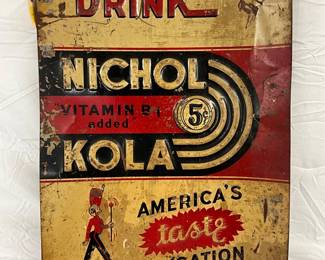 DRINK
NICHOL
VITAMIN B1
added
5¢
KOLA
AMERICA'S
taste